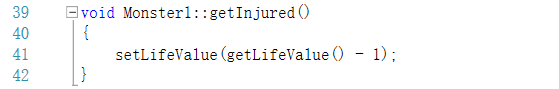 39 void Monster1::getInjured()
40 {
41 setLifeValue(getLifeValue() - 1);
42 }